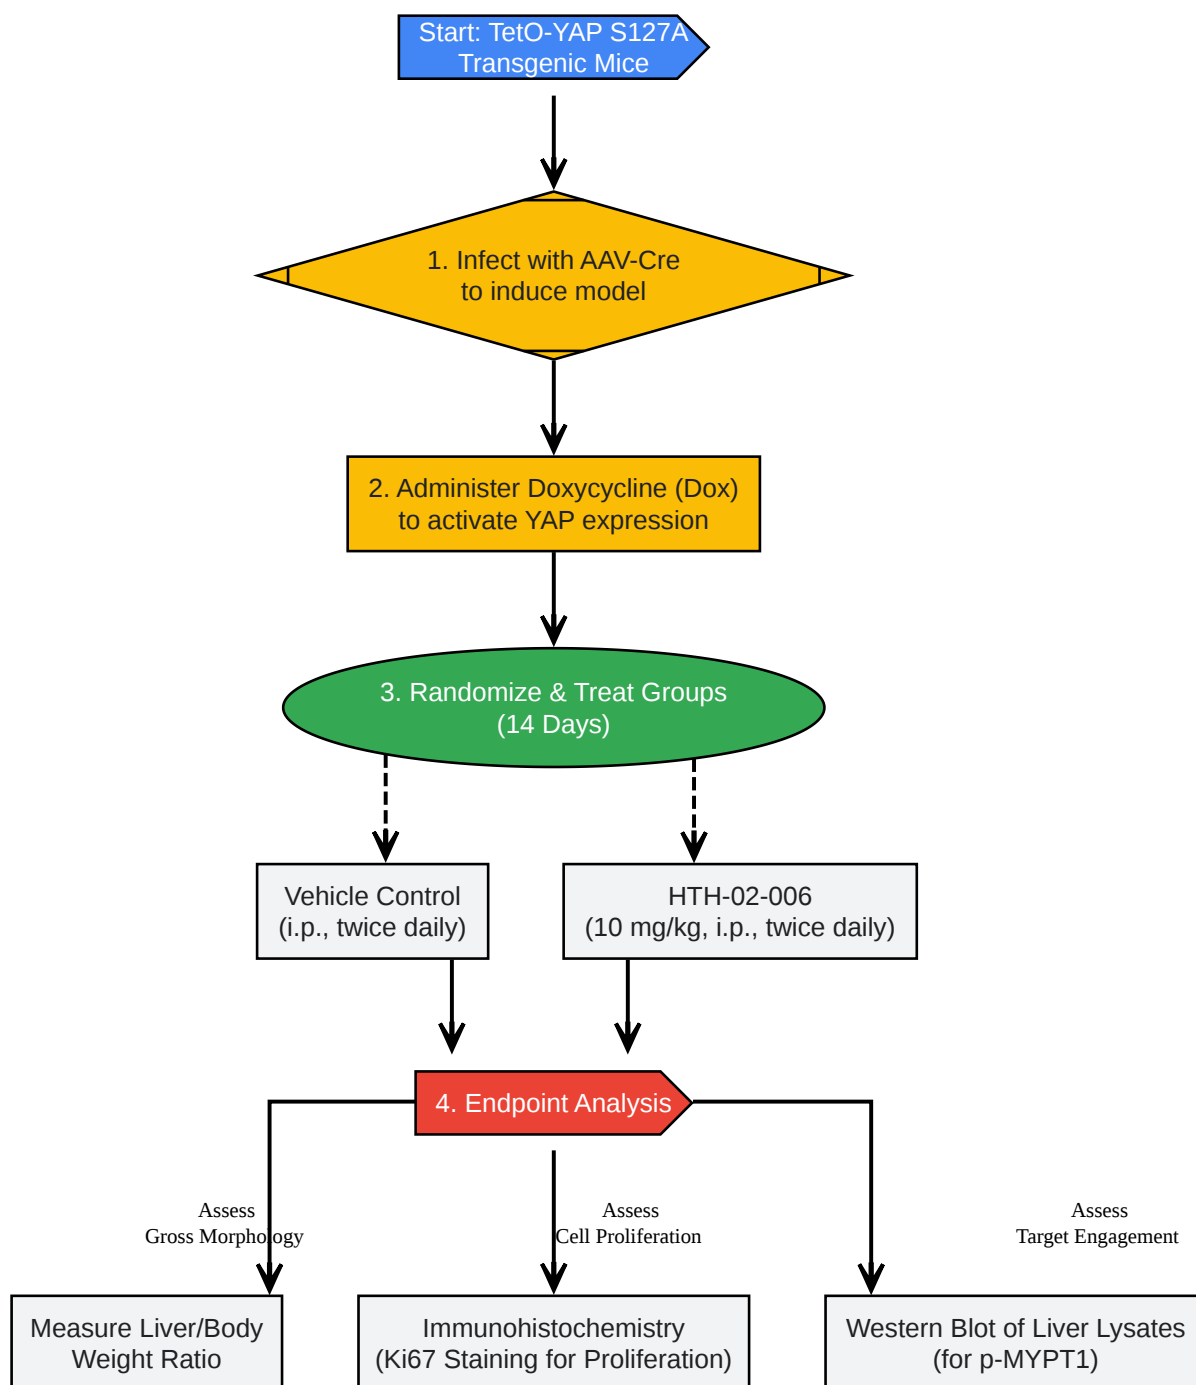 Start: TetO-YAP S127A
Transgenic Mice
1. Infect with AAV-Cre
to induce model
2. Administer Doxycycline (Dox)
to activate YAP expression
3. Randomize & Treat Groups
(14 Days)
Vehicle Control
(i.p., twice daily)
HTH-02-006
(10 mg/kg, i.p., twice daily)
4. Endpoint Analysis
Assess
Gross Morphology
Assess
Cell Proliferation
Assess
Target Engagement
Measure Liver/Body
Weight Ratio
Immunohistochemistry
(Ki67 Staining for Proliferation)
Western Blot of Liver Lysates
(for p-MYPT1)